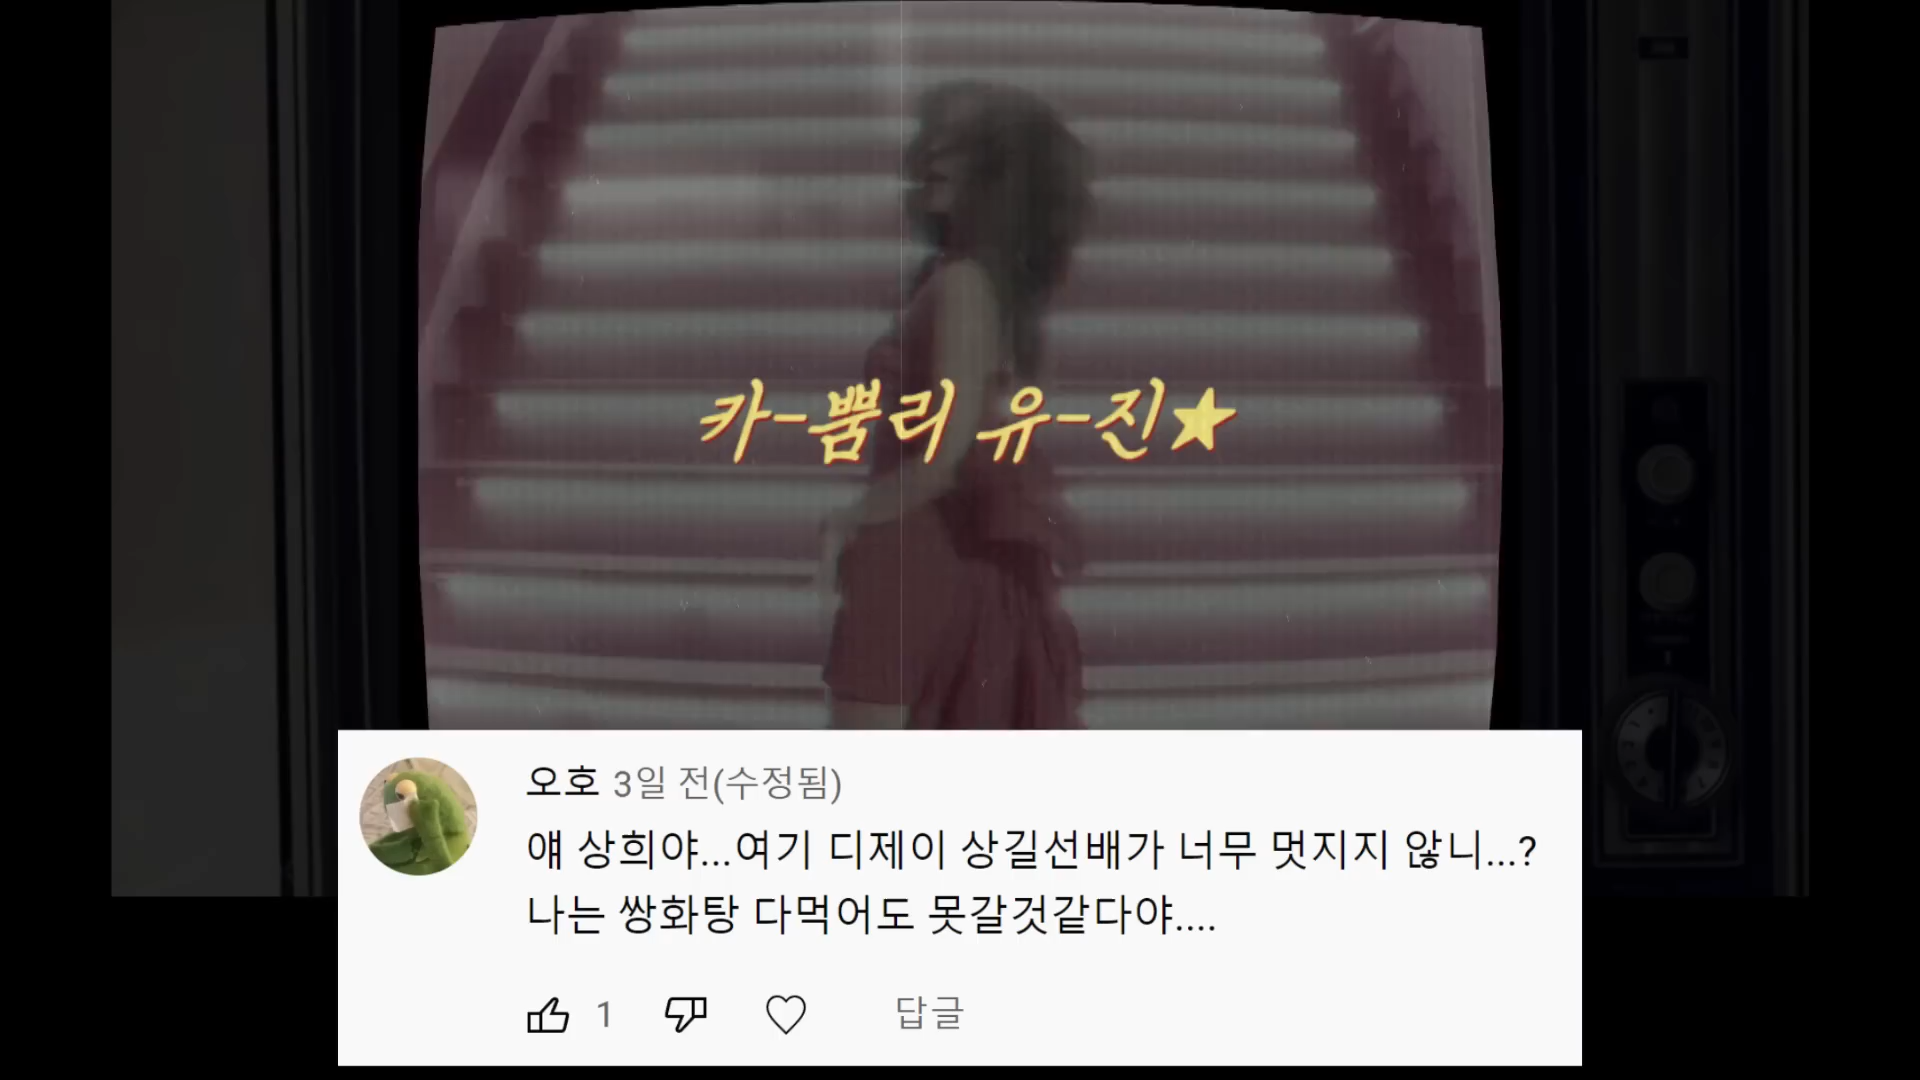 카-뿜리 유-진★
오호 3일 전(수정됨)
얘 상희야...여기 디제이 상길선배가 너무 멋지지 않니...?
나는 쌍화탕 다먹어도 못갈것같다야....
1 답글